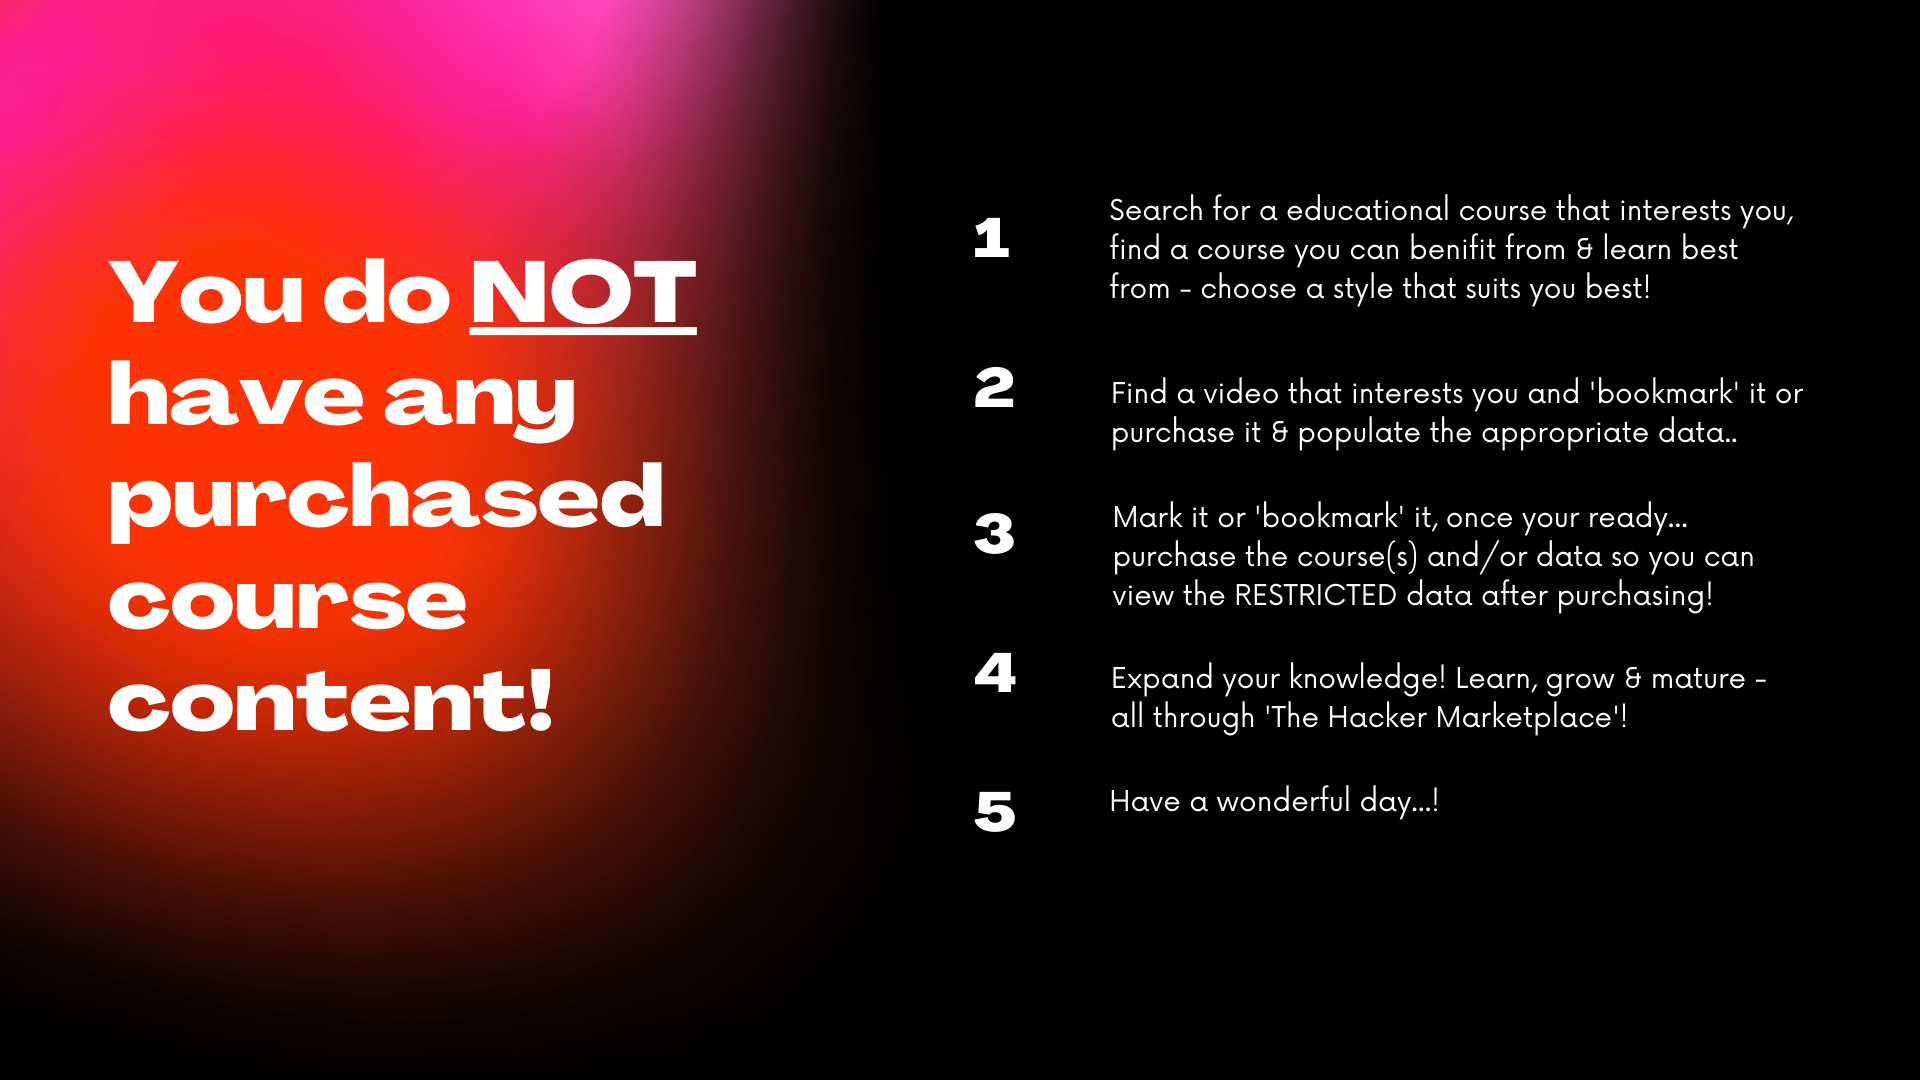 You do NOT
have any
purchased
course
content!
1
Search for a educational course that interests you,
find a course you can benifit from & learn best
from - choose a style that suits you best!
2
Find a video that interests you and 'bookmark' it or
purchase it & populate the appropriate data..
3
Mark it or 'bookmark' it, once your ready...
purchase the course(s) and/or data so you can
view the RESTRICTED data after purchasing!
4
Expand your knowledge! Learn, grow & mature -
all through 'The Hacker Marketplace'!
5
Have a wonderful day...!